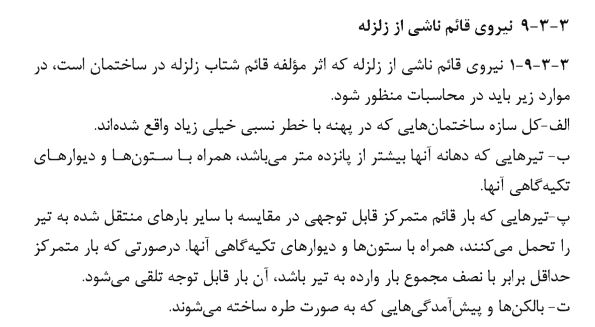 ۳-۳-۹ نیروی قائم ناشی از زلزله
۳-۳-۹-۱ نیروی قائم ناشی از زلزله که اثر مؤلفه قائم شتاب زلزله در ساختمان است، در
موارد زیر باید در محاسبات منظور شود.
الف-کل سازه ساختمان‌هایی که در پهنه با خطر نسبی خیلی زیاد واقع شده‌اند.
ب- تیرهایی که دهانه آنها بیشتر از پانزده متر می‌باشد، همراه بـا سـتون‌هـا و دیوارهـای
تکیه‌گاهی آنها.
پ-تیرهایی که بار قائم متمرکز قابل توجهی در مقایسه با سایر بارهای منتقل شده به تیر
را تحمل می‌کنند، همراه با ستون‌ها و دیوارهای تکیه‌گاهی آنها. درصورتی که بار متمرکز
حداقل برابر با نصف مجموع بار وارده به تیر باشد، آن بار قابل توجه تلقی می‌شود.
ت- بالکن‌ها و پیش‌آمدگی‌هایی که به صورت طره ساخته می‌شوند.